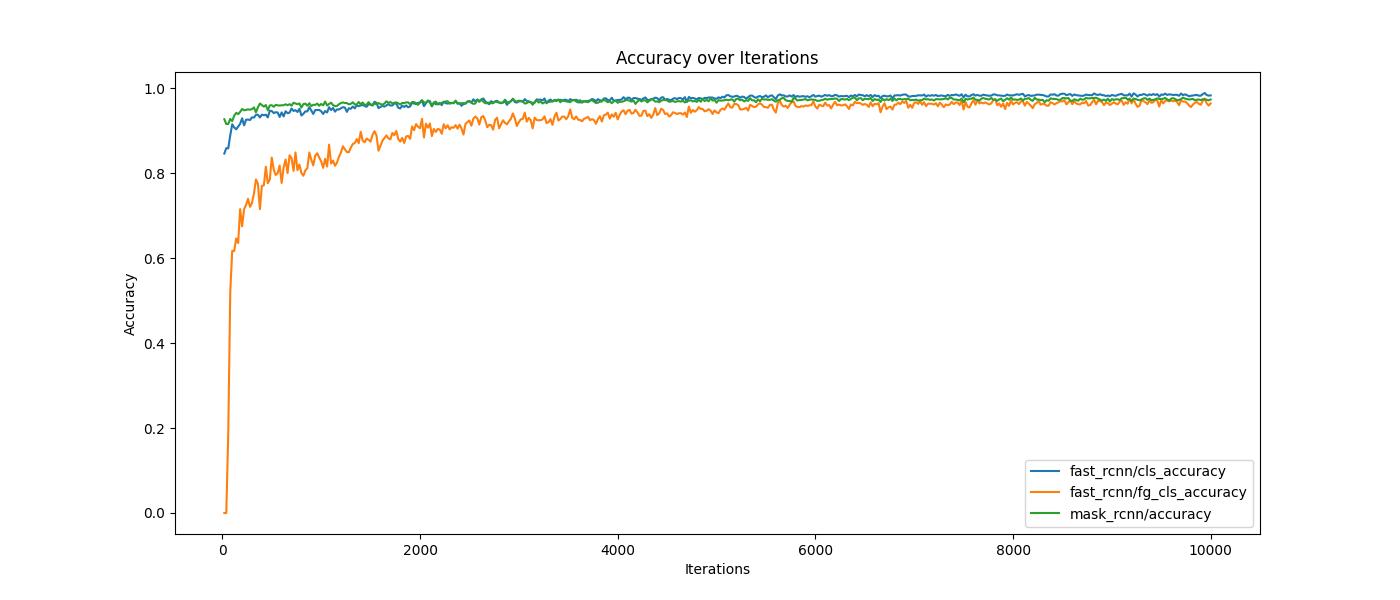 Accuracy over Iterations
Accuracy
1.0
0.8
0.6
0.4
0.2
0.0
0
2000
4000
6000
8000
10000
Iterations
fast_rcnn/cls_accuracy
fast_rcnn/fg_cls_accuracy
mask_rcnn/accuracy